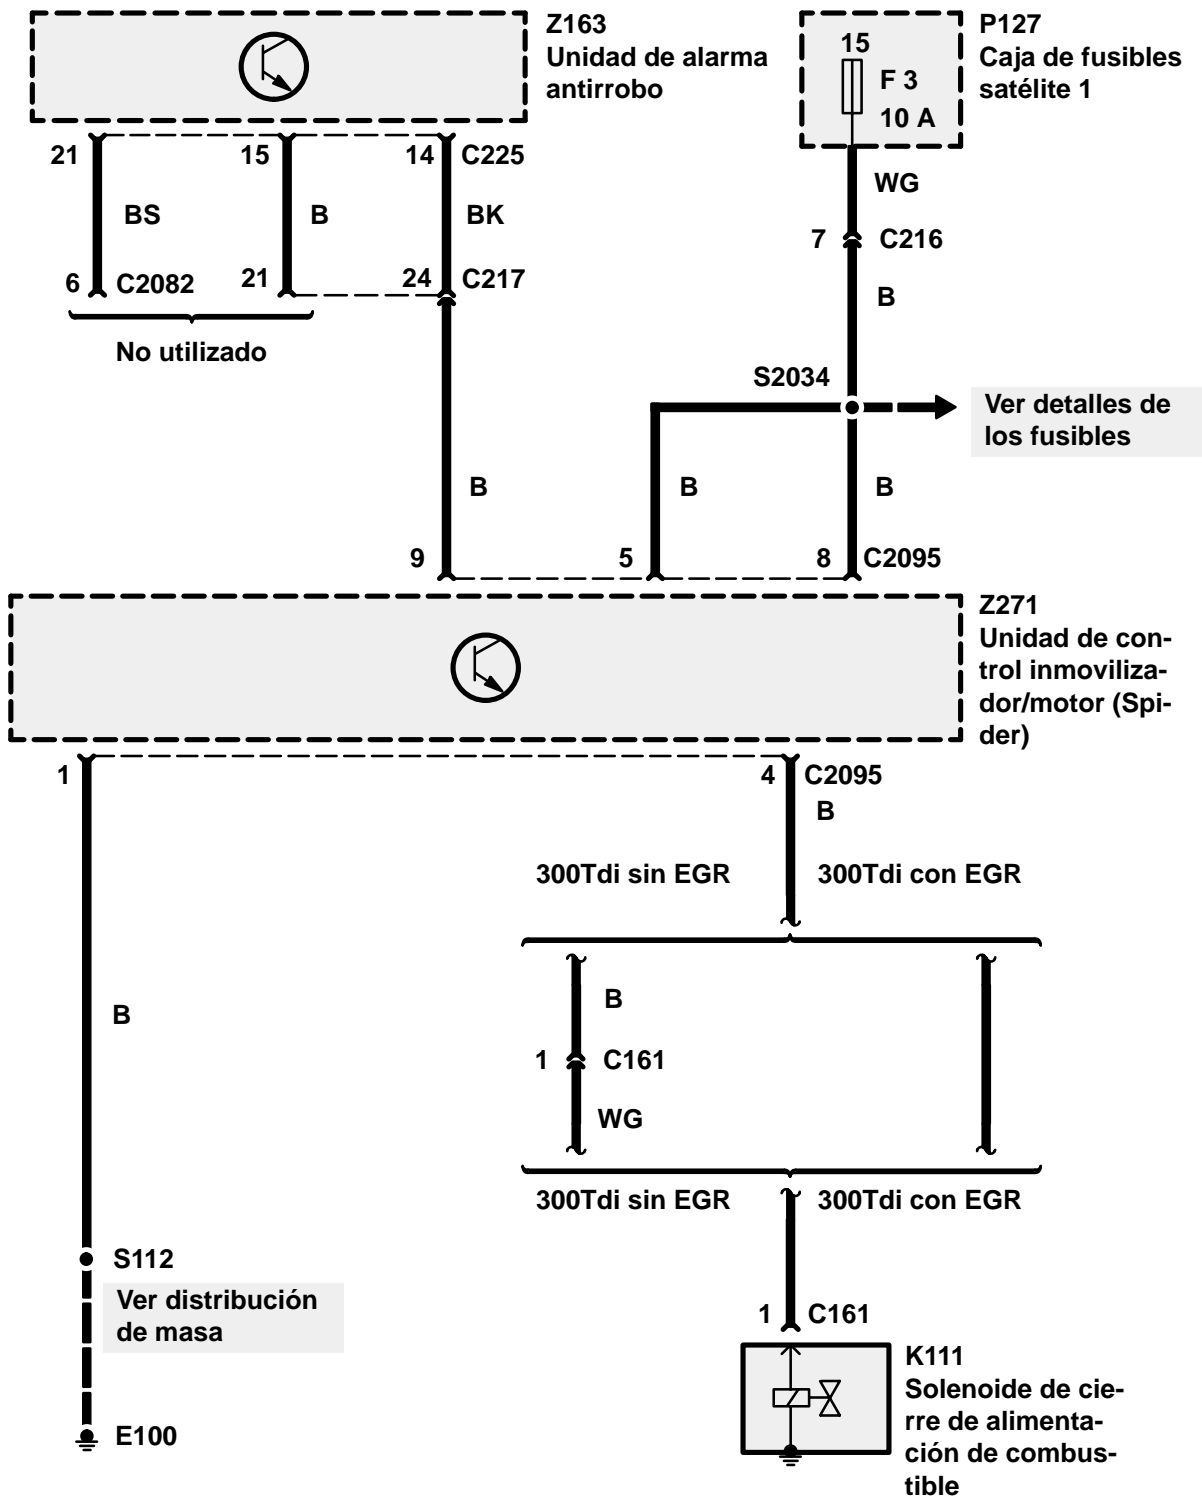 Z163
Unidad de alarma
antirrobo
P127
Caja de fusibles
satélite 1
15
F 3
10 A
21
15
14
C225
BS
B
BK
WG
7
C216
6
C2082
21
24
C217
B
No utilizado
S2034
Ver detalles de
los fusibles
B
B
B
9
5
8
C2095
Z271
Unidad de con-
trol inmoviliza-
dor/motor (Spi-
der)
1
4
C2095
B
300Tdi sin EGR
300Tdi con EGR
B
B
1
C161
WG
300Tdi sin EGR
300Tdi con EGR
S112
Ver distribución
de masa
1
C161
E100
K111
Solenoide de cie-
rre de alimenta-
ción de combus-
tible